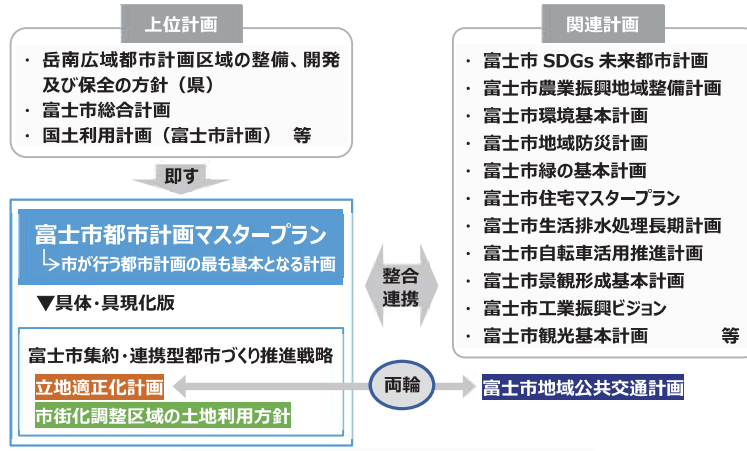 上位計画
・ 岳南広域都市計画区域の整備、開発
及び保全の方針（県）
・ 富士市総合計画
・ 国土利用計画（富士市計画） 等
即す
富士市都市計画マスタープラン
市が行う都市計画の最も基本となる計画
▼具体・具現化版
富士市集約・連携型都市づくり推進戦略
立地適正化計画
市街化調整区域の土地利用方針
整合
連携
両輪
関連計画
・ 富士市 SDGs 未来都市計画
・ 富士市農業振興地域整備計画
・ 富士市環境基本計画
・ 富士市地域防災計画
・ 富士市緑の基本計画
・ 富士市住宅マスタープラン
・ 富士市生活排水処理長期計画
・ 富士市自転車活用推進計画
・ 富士市景観形成基本計画
・ 富士市工業振興ビジョン
・ 富士市観光基本計画 等
富士市地域公共交通計画